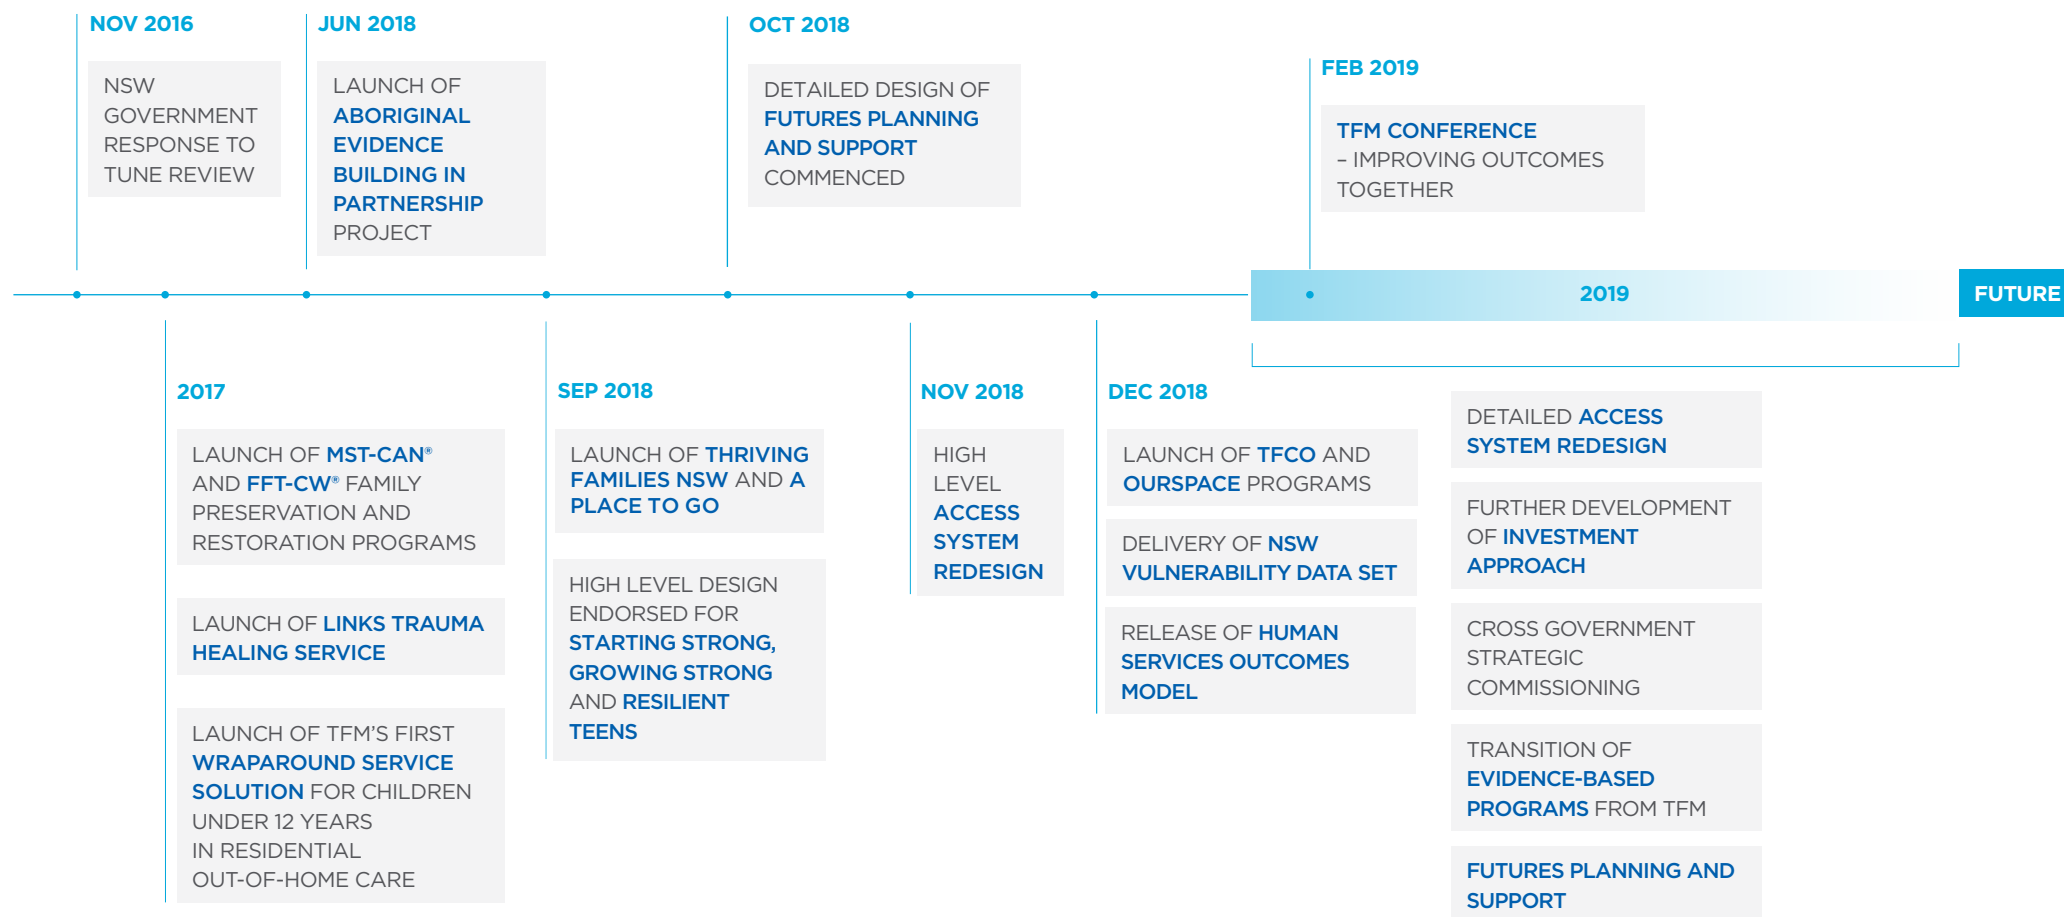 NOV 2016
NSW
GOVERNMENT
RESPONSE TO
TUNE REVIEW
JUN 2018
LAUNCH OF
ABORIGINAL
EVIDENCE
BUILDING IN
PARTNERSHIP
PROJECT
OCT 2018
DETAILED DESIGN OF
FUTURES PLANNING
AND SUPPORT
COMMENCED
FEB 2019
TFM CONFERENCE
– IMPROVING OUTCOMES
TOGETHER
2019
FUTURE
2017
LAUNCH OF MST-CAN®
AND FFT-CW® FAMILY
PRESERVATION AND
RESTORATION PROGRAMS
LAUNCH OF LINKS TRAUMA
HEALING SERVICE
LAUNCH OF TFM'S FIRST
WRAPAROUND SERVICE
SOLUTION FOR CHILDREN
UNDER 12 YEARS
IN RESIDENTIAL
OUT-OF-HOME CARE
SEP 2018
LAUNCH OF THRIVING
FAMILIES NSW AND A
PLACE TO GO
HIGH LEVEL DESIGN
ENDORSED FOR
STARTING STRONG,
GROWING STRONG
AND RESILIENT
TEENS
NOV 2018
HIGH
LEVEL
ACCESS
SYSTEM
REDESIGN
DEC 2018
LAUNCH OF TFCO AND
OURSPACE PROGRAMS
DELIVERY OF NSW
VULNERABILITY DATA SET
RELEASE OF HUMAN
SERVICES OUTCOMES
MODEL
DETAILED ACCESS
SYSTEM REDESIGN
FURTHER DEVELOPMENT
OF INVESTMENT
APPROACH
CROSS GOVERNMENT
STRATEGIC
COMMISSIONING
TRANSITION OF
EVIDENCE-BASED
PROGRAMS FROM TFM
FUTURES PLANNING AND
SUPPORT